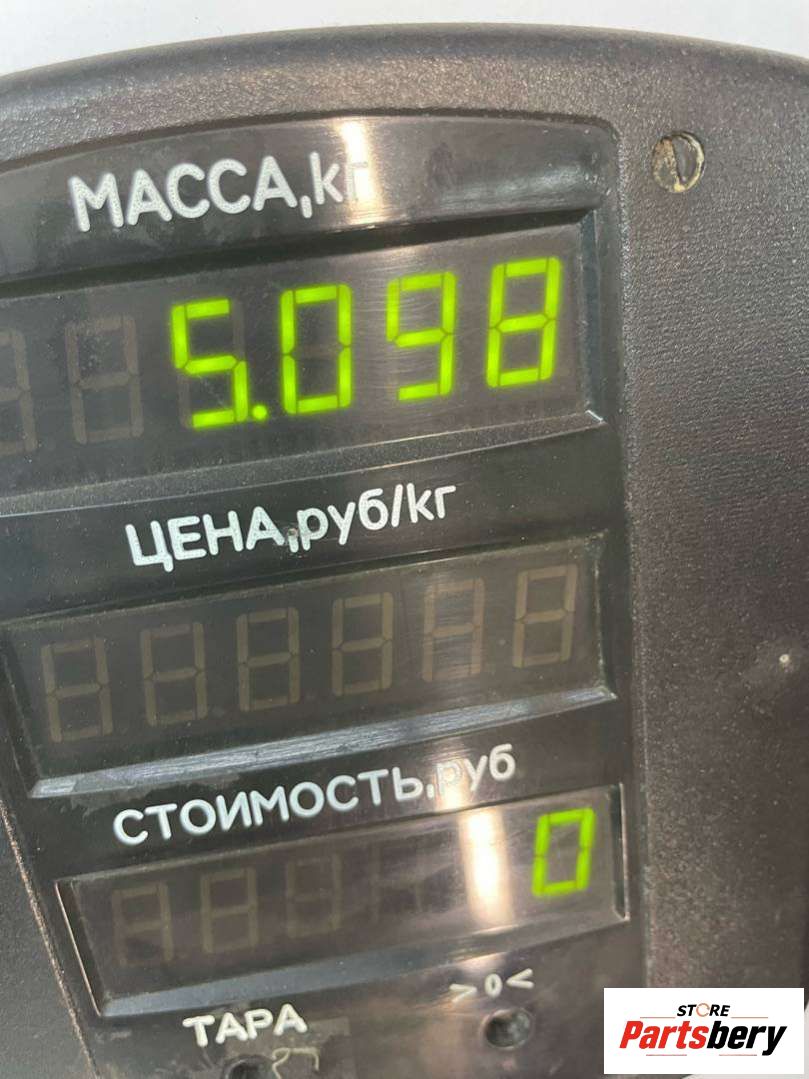 МАССА,кг
5.098
ЦЕНА,руб/кг
СТОИМОСТЬ,руб
0
>0<
ТАРА
STORE
Partsbery